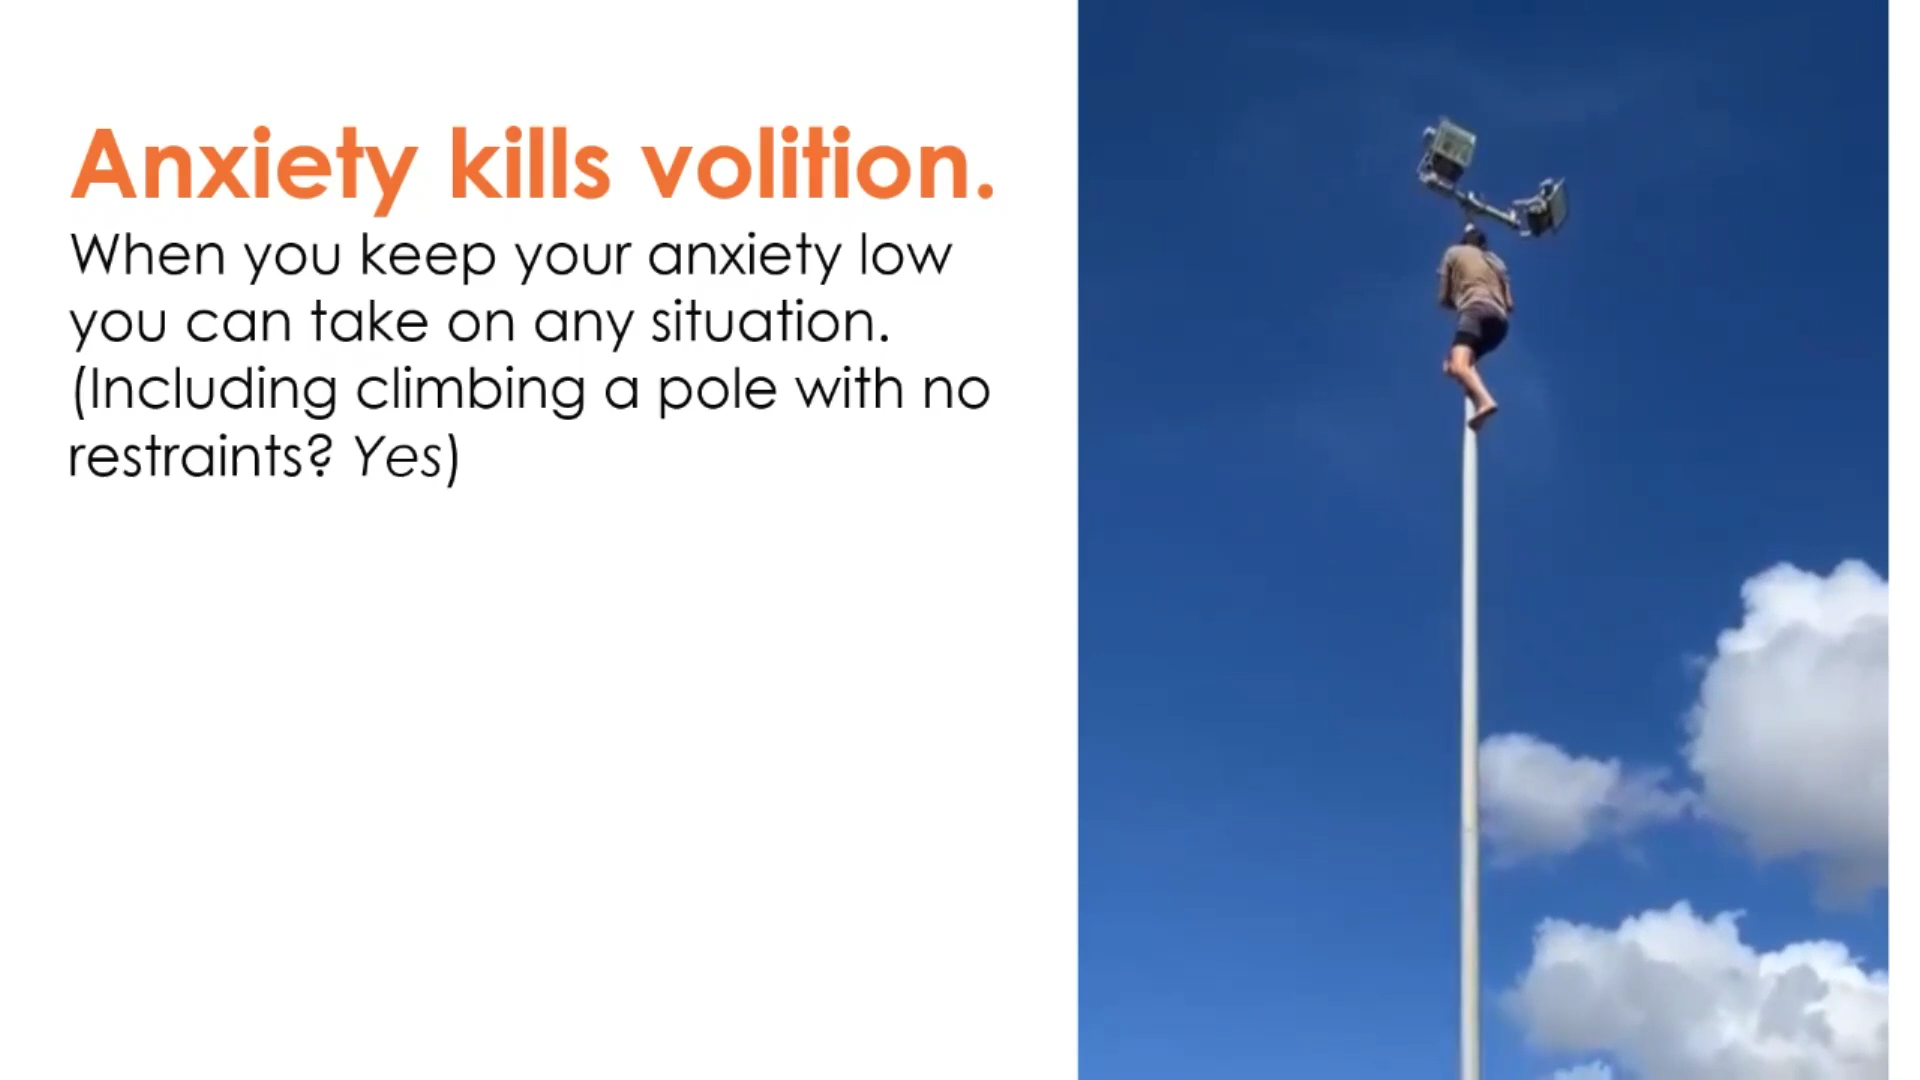 Anxiety kills volition.
When you keep your anxiety low
you can take on any situation.
(Including climbing a pole with no
restraints? Yes)